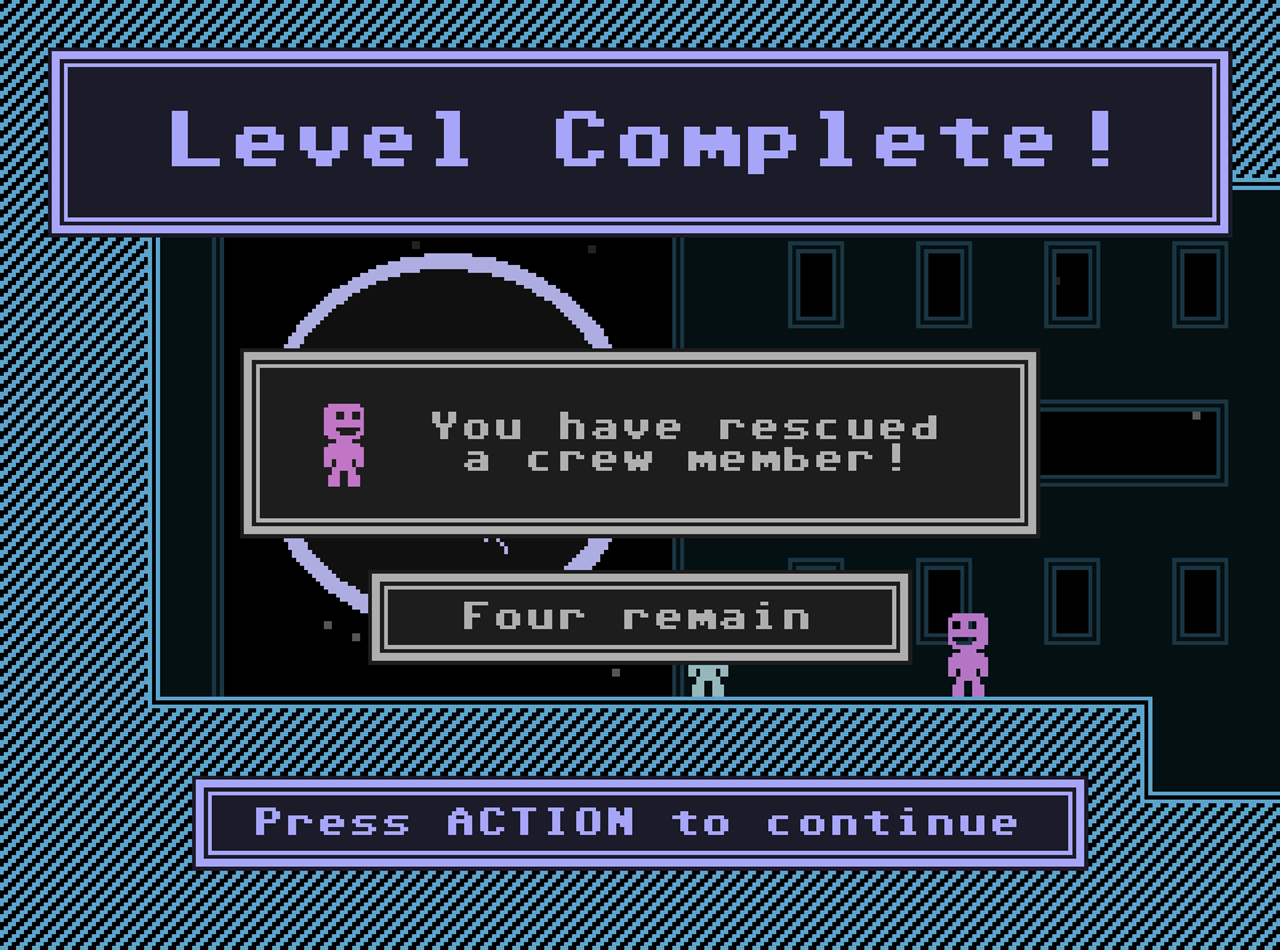 Level Complete!
You have rescued
a crew member!
Four remain
Press ACTION to continue